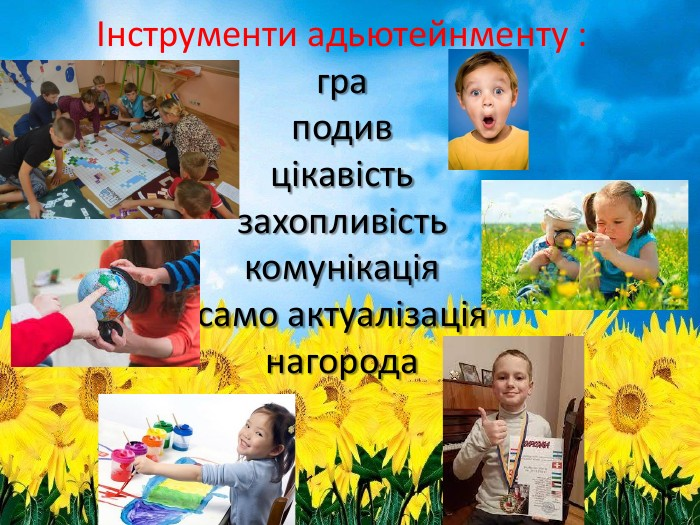 Інструменти адьютейнменту :
гра
подив
цікавість
захопливість
комунікація
само актуалізація
нагорода